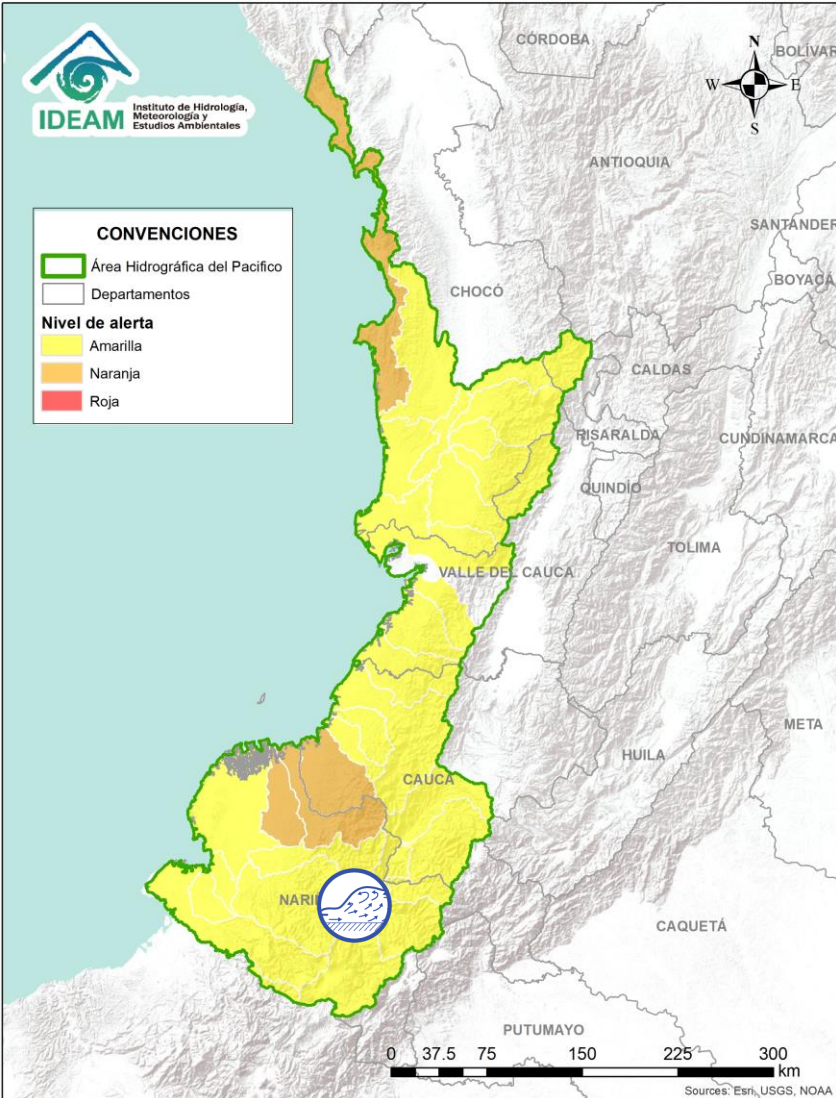 IDEAM
Instituto de Hidrología,
Meteorología y
Estudios Ambientales
N
W
E
S
CÓRDOBA
BOLÍVAR
ANTIOQUIA
SANTANDER
BOYACÁ
CONVENCIONES
Área Hidrográfica del Pacifico
Departamentos
Nivel de alerta
Amarilla
Naranja
Roja
CHOCÓ
CALDAS
RISARALDA
CUNDINAMARCA
QUINDÍO
TOLIMA
VALLE DEL CAUCA
META
HUILA
CAUCA
NARI
CAQUETÁ
PUTUMAYO
0 37.5 75 150 225 300
km
Sources: Esri, USGS, NOAA